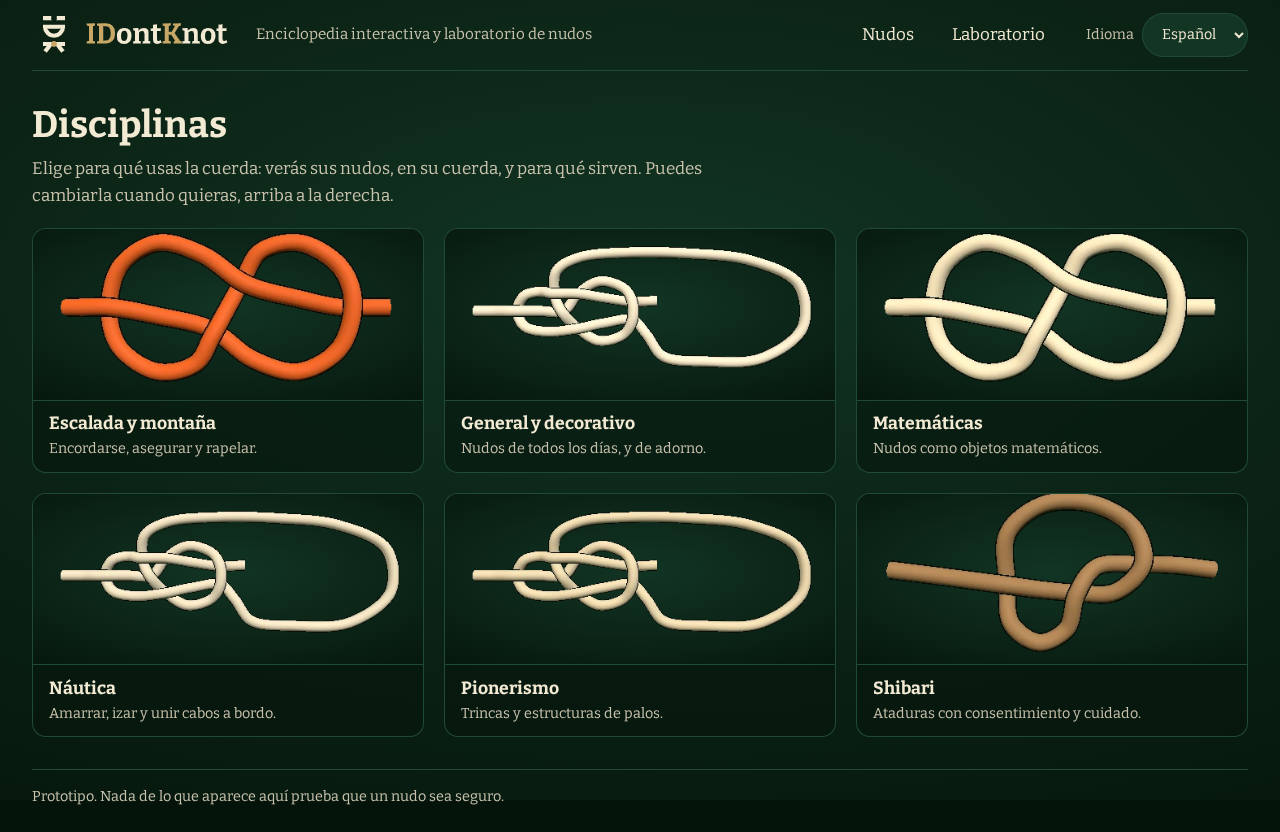 IDontKnot
Enciclopedia interactiva y laboratorio de nudos
Nudos
Laboratorio
Idioma
Español
Disciplinas
Elige para qué usas la cuerda: verás sus nudos, en su cuerda, y para qué sirven. Puedes
cambiarla cuando quieras, arriba a la derecha.
Escalada y montaña
Encordarse, asegurar y rapelar.
General y decorativo
Nudos de todos los días, y de adorno.
Matemáticas
Nudos como objetos matemáticos.
Náutica
Amarrar, izar y unir cabos a bordo.
Pionerismo
Trincas y estructuras de palos.
Shibari
Ataduras con consentimiento y cuidado.
Prototipo. Nada de lo que aparece aquí prueba que un nudo sea seguro.